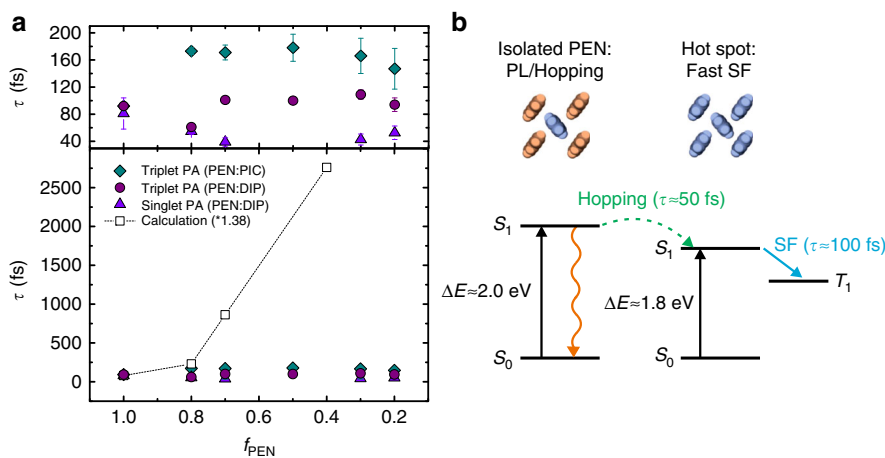 a
τ (fs)
160
120
80
40
Triplet PA (PEN:PIC)
Triplet PA (PEN:DIP)
Singlet PA (PEN:DIP)
Calculation (*1.38)
τ (fs)
2500
2000
1500
1000
500
0
1.0 0.8 0.6 0.4 0.2
f_PEN
b
Isolated PEN: PL/Hopping
Hot spot: Fast SF
Hopping (τ≈50 fs)
S₁
S₁
SF (τ≈100 fs)
T₁
ΔE≈2.0 eV
ΔE≈1.8 eV
S₀
S₀